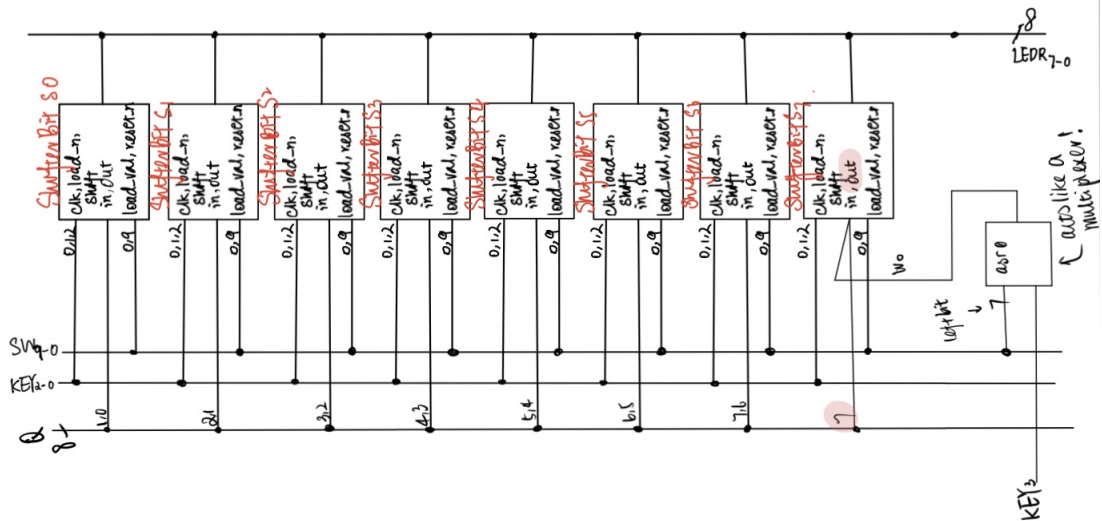 8
LEDR7-0
ShifterBit S0
clk, load_n,
shift
in, out
load_val, reset_n
0,1,2
0,9
1,0
ShifterBit S1
clk, load_n,
shift
in, out
load_val, reset_n
0,1,2
0,9
2,1
ShifterBit S2
clk, load_n,
shift
in, out
load_val, reset_n
0,1,2
0,9
3,2
ShifterBit S3
clk, load_n,
shift
in, out
load_val, reset_n
0,1,2
0,9
4,3
ShifterBit S4
clk, load_n,
shift
in, out
load_val, reset_n
0,1,2
0,9
5,4
ShifterBit S5
clk, load_n,
shift
in, out
load_val, reset_n
0,1,2
0,9
6,5
ShifterBit S6
clk, load_n,
shift
in, out
load_val, reset_n
0,1,2
0,9
7,6
ShifterBit S7
clk, load_n,
shift
in, out
load_val, reset_n
0,1,2
0,9
7
W0
asr0
acts like a
multiplexer!
left bit
7
SW9-0
KEY2-0
Q
8
KEY3